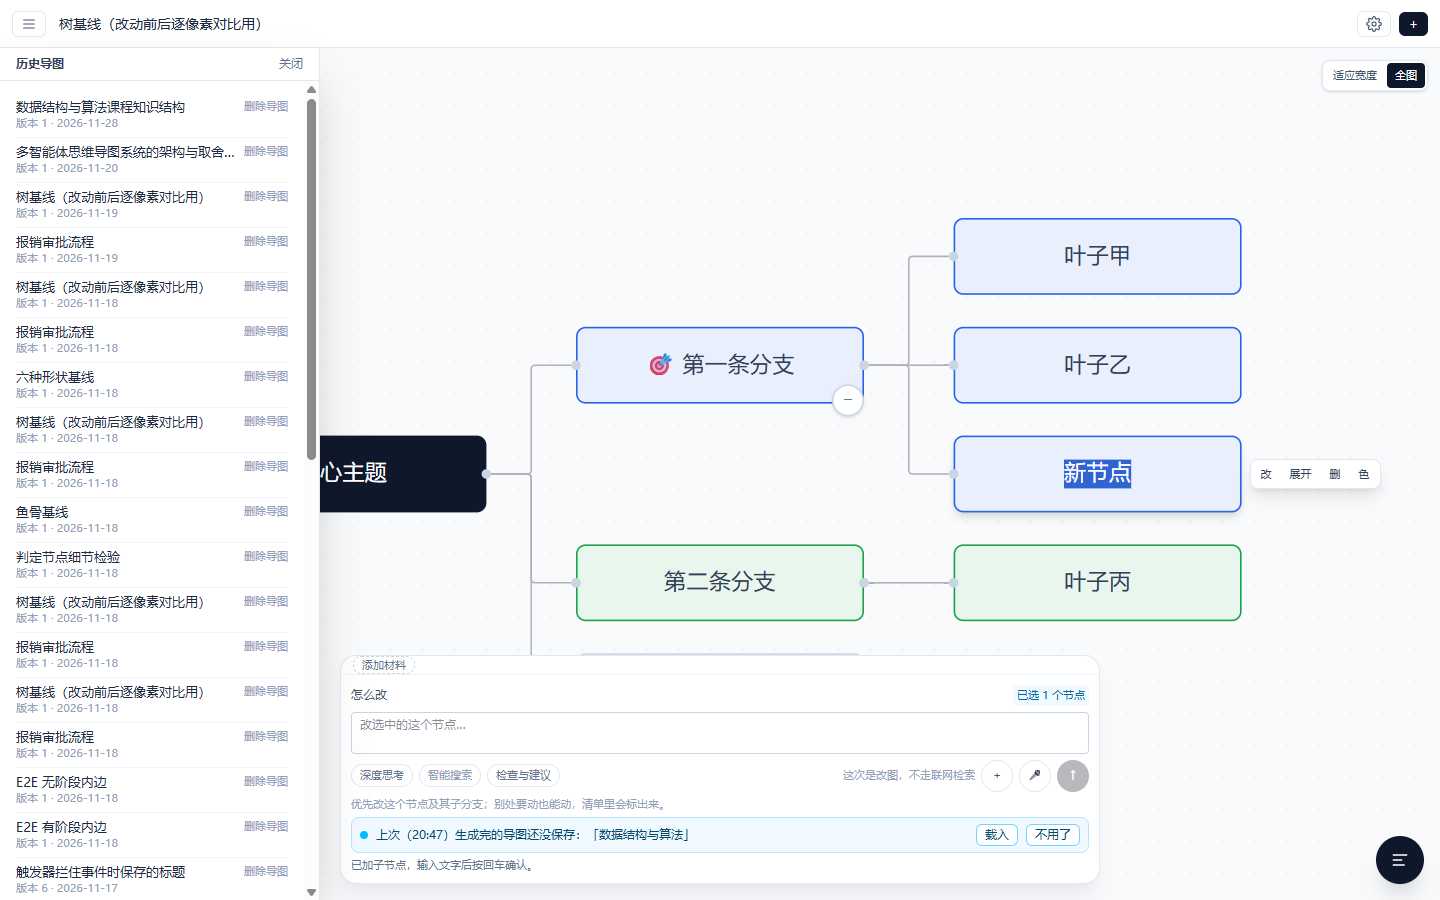 树基线（改动前后逐像素对比用）
+
历史导图
关闭
数据结构与算法课程知识结构
删除导图
版本 1 · 2026-11-28
多智能体思维导图系统的架构与取舍...
删除导图
版本 1 · 2026-11-20
树基线（改动前后逐像素对比用）
删除导图
版本 1 · 2026-11-19
报销审批流程
删除导图
版本 1 · 2026-11-19
树基线（改动前后逐像素对比用）
删除导图
版本 1 · 2026-11-18
报销审批流程
删除导图
版本 1 · 2026-11-18
六种形状基线
删除导图
版本 1 · 2026-11-18
树基线（改动前后逐像素对比用）
删除导图
版本 1 · 2026-11-18
报销审批流程
删除导图
版本 1 · 2026-11-18
鱼骨基线
删除导图
版本 1 · 2026-11-18
判定节点细节检验
删除导图
版本 1 · 2026-11-18
树基线（改动前后逐像素对比用）
删除导图
版本 1 · 2026-11-18
报销审批流程
删除导图
版本 1 · 2026-11-18
树基线（改动前后逐像素对比用）
删除导图
版本 1 · 2026-11-18
报销审批流程
删除导图
版本 1 · 2026-11-18
E2E 无阶段内边
删除导图
版本 1 · 2026-11-18
E2E 有阶段内边
删除导图
版本 1 · 2026-11-18
触发器拦住事件时保存的标题
删除导图
版本 6 · 2026-11-17
适应宽度
全图
心主题
第一条分支
−
第二条分支
叶子甲
叶子乙
新节点
叶子丙
改
展开
删
色
添加材料
怎么改
已选 1 个节点
改选中的这个节点...
深度思考
智能搜索
检查与建议
这次是改图，不走联网检索
+
↑
优先改这个节点及其子分支；别处要动也能动，清单里会标出来。
上次（20:47）生成完的导图还没保存：「数据结构与算法」
载入
不用了
已加子节点，输入文字后按回车确认。